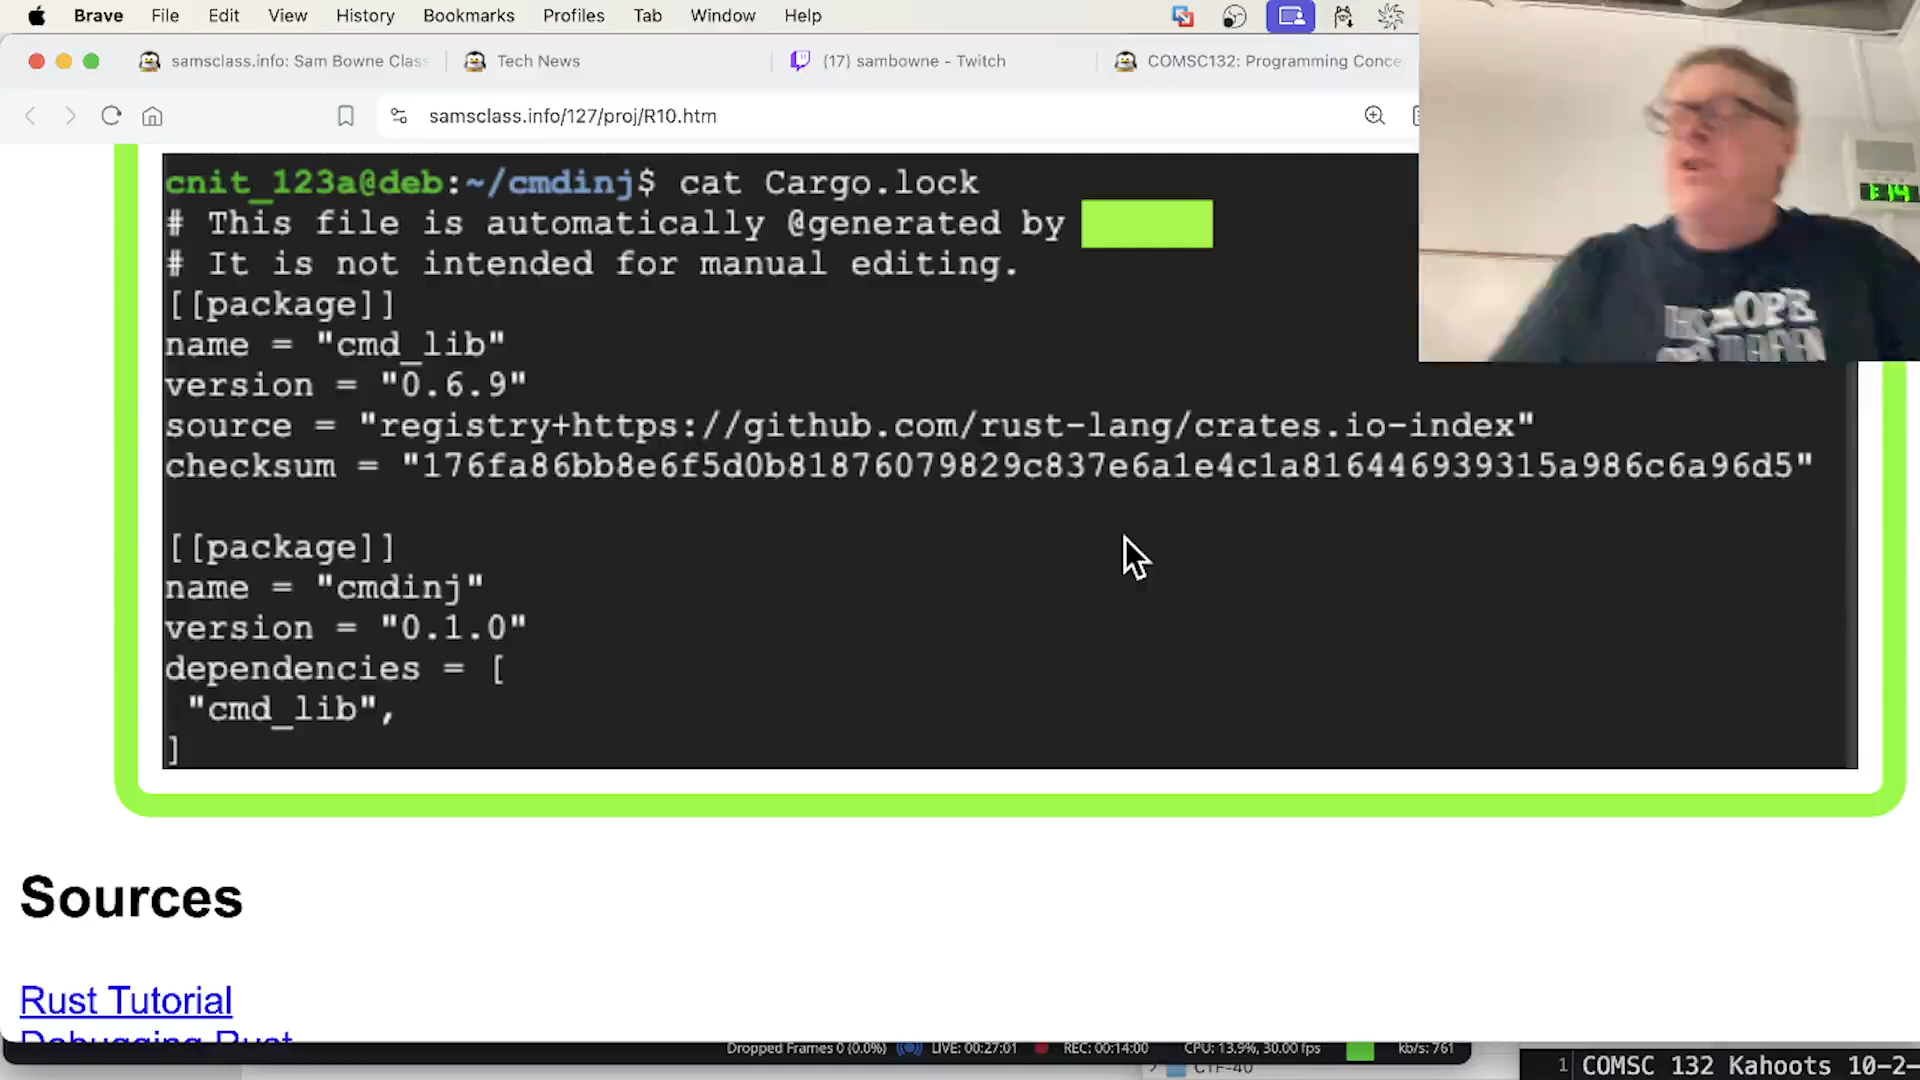 Brave File Edit View History Bookmarks Profiles Tab Window Help
samsclass.info: Sam Bowne Class
Tech News
(17) sambowne - Twitch
COMSC132: Programming Conce
samsclass.info/127/proj/R10.htm
cnit_123a@deb:~/cmdinj$ cat Cargo.lock
# This file is automatically @generated by
# It is not intended for manual editing.
[[package]]
name = "cmd_lib"
version = "0.6.9"
source = "registry+https://github.com/rust-lang/crates.io-index"
checksum = "176fa86bb8e6f5d0b81876079829c837e6a1e4c1a816446939315a986c6a96d5"
[[package]]
name = "cmdinj"
version = "0.1.0"
dependencies = [
"cmd_lib",
]
Sources
Rust Tutorial
Debugging Rust
Dropped Frames 0 (0.0%) LIVE: 00:27:01 REC: 00:14:00 CPU: 13.9%, 30.00 fps kb/s: 761
CTF-40
1 COMSC 132 Kahoots 10-2-